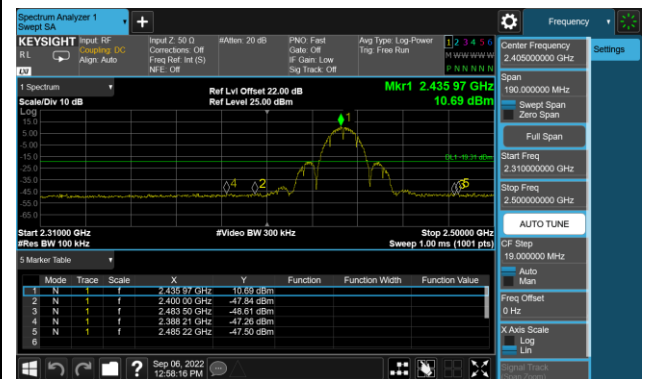 Spectrum Analyzer 1
Swept SA
Frequency
KEYSIGHT
RL
Input: RF
Coupling: DC
Align: Auto
Input Z: 50 Ω
Corrections: Off
Freq Ref: Int (S)
NFE: Off
#Atten: 20 dB
PNO: Fast
Gate: Off
IF Gain: Low
Sig Track: Off
Avg Type: Log-Power
Trig: Free Run
1 2 3 4 5 6
M W W W W W
P N N N N N
1 Spectrum
Scale/Div 10 dB
Ref Lvl Offset 22.00 dB
Ref Level 25.00 dBm
Mkr1 2.435 97 GHz
10.69 dBm
Log
15.0
5.00
-5.00
-15.0
-25.0
-35.0
-45.0
-55.0
-65.0
1
DL1 -19.31 dBm
4
2
3
5
Start 2.31000 GHz
#Res BW 100 kHz
#Video BW 300 kHz
Stop 2.50000 GHz
Sweep 1.00 ms (1001 pts)
5 Marker Table
Mode Trace Scale X Y Function Function Width Function Value
1 N 1 f 2.435 97 GHz 10.69 dBm
2 N 1 f 2.400 00 GHz -47.84 dBm
3 N 1 f 2.483 50 GHz -48.61 dBm
4 N 1 f 2.388 21 GHz -47.26 dBm
5 N 1 f 2.485 22 GHz -47.50 dBm
6
Sep 06, 2022
12:58:16 PM
Center Frequency
2.405000000 GHz
Settings
Span
190.000000 MHz
Swept Span
Zero Span
Full Span
Start Freq
2.310000000 GHz
Stop Freq
2.500000000 GHz
AUTO TUNE
CF Step
19.000000 MHz
Auto
Man
Freq Offset
0 Hz
X Axis Scale
Log
Lin
Signal Track
(Span Zoom)